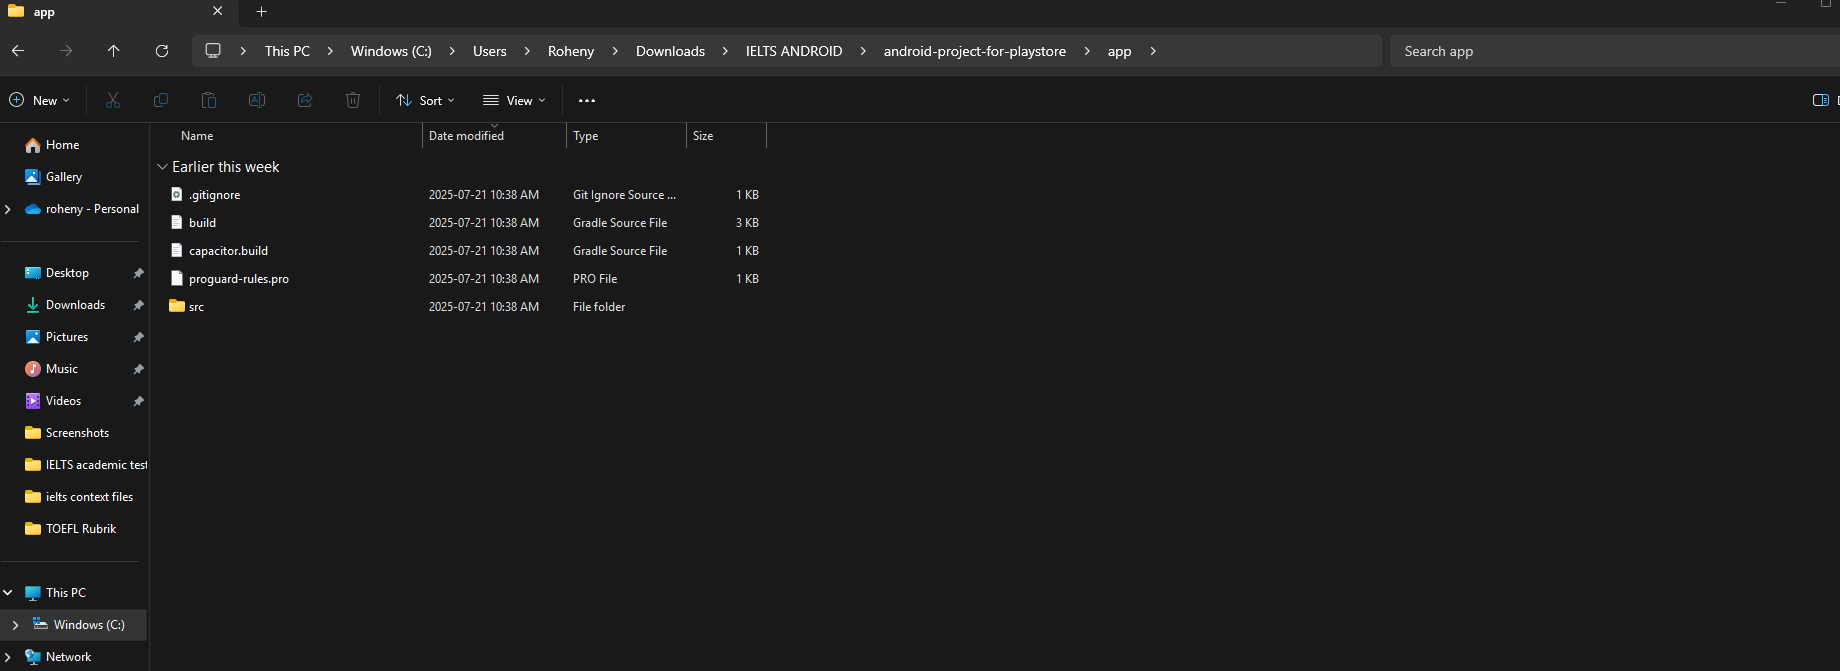 app
This PC > Windows (C:) > Users > Roheny > Downloads > IELTS ANDROID > android-project-for-playstore > app >
Search app
New
Sort
View
Name Date modified Type Size
Earlier this week
.gitignore 2025-07-21 10:38 AM Git Ignore Source ... 1 KB
build 2025-07-21 10:38 AM Gradle Source File 3 KB
capacitor.build 2025-07-21 10:38 AM Gradle Source File 1 KB
proguard-rules.pro 2025-07-21 10:38 AM PRO File 1 KB
src 2025-07-21 10:38 AM File folder
Home
Gallery
roheny - Personal
Desktop
Downloads
Pictures
Music
Videos
Screenshots
IELTS academic test
ielts context files
TOEFL Rubrik
This PC
Windows (C:)
Network